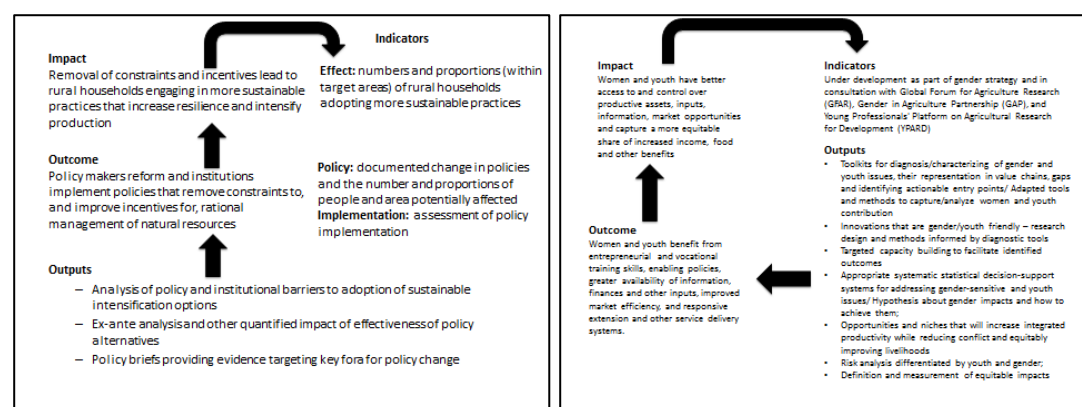 Impact
Removal of constraints and incentives lead to
rural households engaging in more sustainable
practices that increase resilience and intensify
production
Outcome
Policy makers reform and institutions
implement policies that remove constraints to,
and improve incentives for, rational
management of natural resources
Outputs
– Analysis of policy and institutional barriers to adoption of sustainable
intensification options
– Ex-ante analysis and other quantified impact of effectiveness of policy
alternatives
– Policy briefs providing evidence targeting key fora for policy change
Indicators
Effect: numbers and proportions (within
target areas) of rural households
adopting more sustainable practices
Policy: documented change in policies
and the number and proportions of
people and area potentially affected
Implementation: assessment of policy
implementation
Impact
Women and youth have better
access to and control over
productive assets, inputs,
information, market opportunities
and capture a more equitable
share of increased income, food
and other benefits
Outcome
Women and youth benefit from
entrepreneurial and vocational
training skills, enabling policies,
greater availability of information,
finances and other inputs, improved
market efficiency, and responsive
extension and other service delivery
systems.
Indicators
Under development as part of gender strategy and in
consultation with Global Forum for Agriculture Research
(GFAR), Gender in Agriculture Partnership (GAP), and
Young Professionals' Platform on Agricultural Research
for Development (YPARD)
Outputs
• Toolkits for diagnosis/characterizing of gender and
youth issues, their representation in value chains, gaps
and identifying actionable entry points/ Adapted tools
and methods to capture/analyze women and youth
contribution
• Innovations that are gender/youth friendly – research
design and methods informed by diagnostic tools
• Targeted capacity building to facilitate identified
outcomes
• Appropriate systematic statistical decision-support
systems for addressing gender-sensitive and youth
issues/ Hypothesis about gender impacts and how to
achieve them;
• Opportunities and niches that will increase integrated
productivity while reducing conflict and equitably
improving livelihoods
• Risk analysis differentiated by youth and gender;
• Definition and measurement of equitable impacts